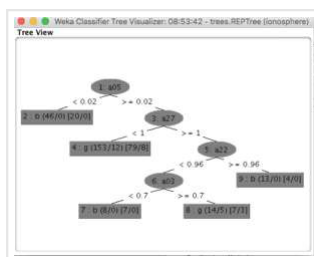 Weka Classifier Tree Visualizer: 08:53:42 - trees.REPTree (ionosphere)
Tree View
1: a05
< 0.02 >= 0.02
2 : b (46/0) [20/0]
3: a27
< 1 >= 1
4 : g (153/12) [79/8]
5: a22
< 0.96 >= 0.96
6: a03
9 : b (13/0) [4/0]
< 0.7 >= 0.7
7 : b (8/0) [7/0]
8 : g (14/5) [7/3]